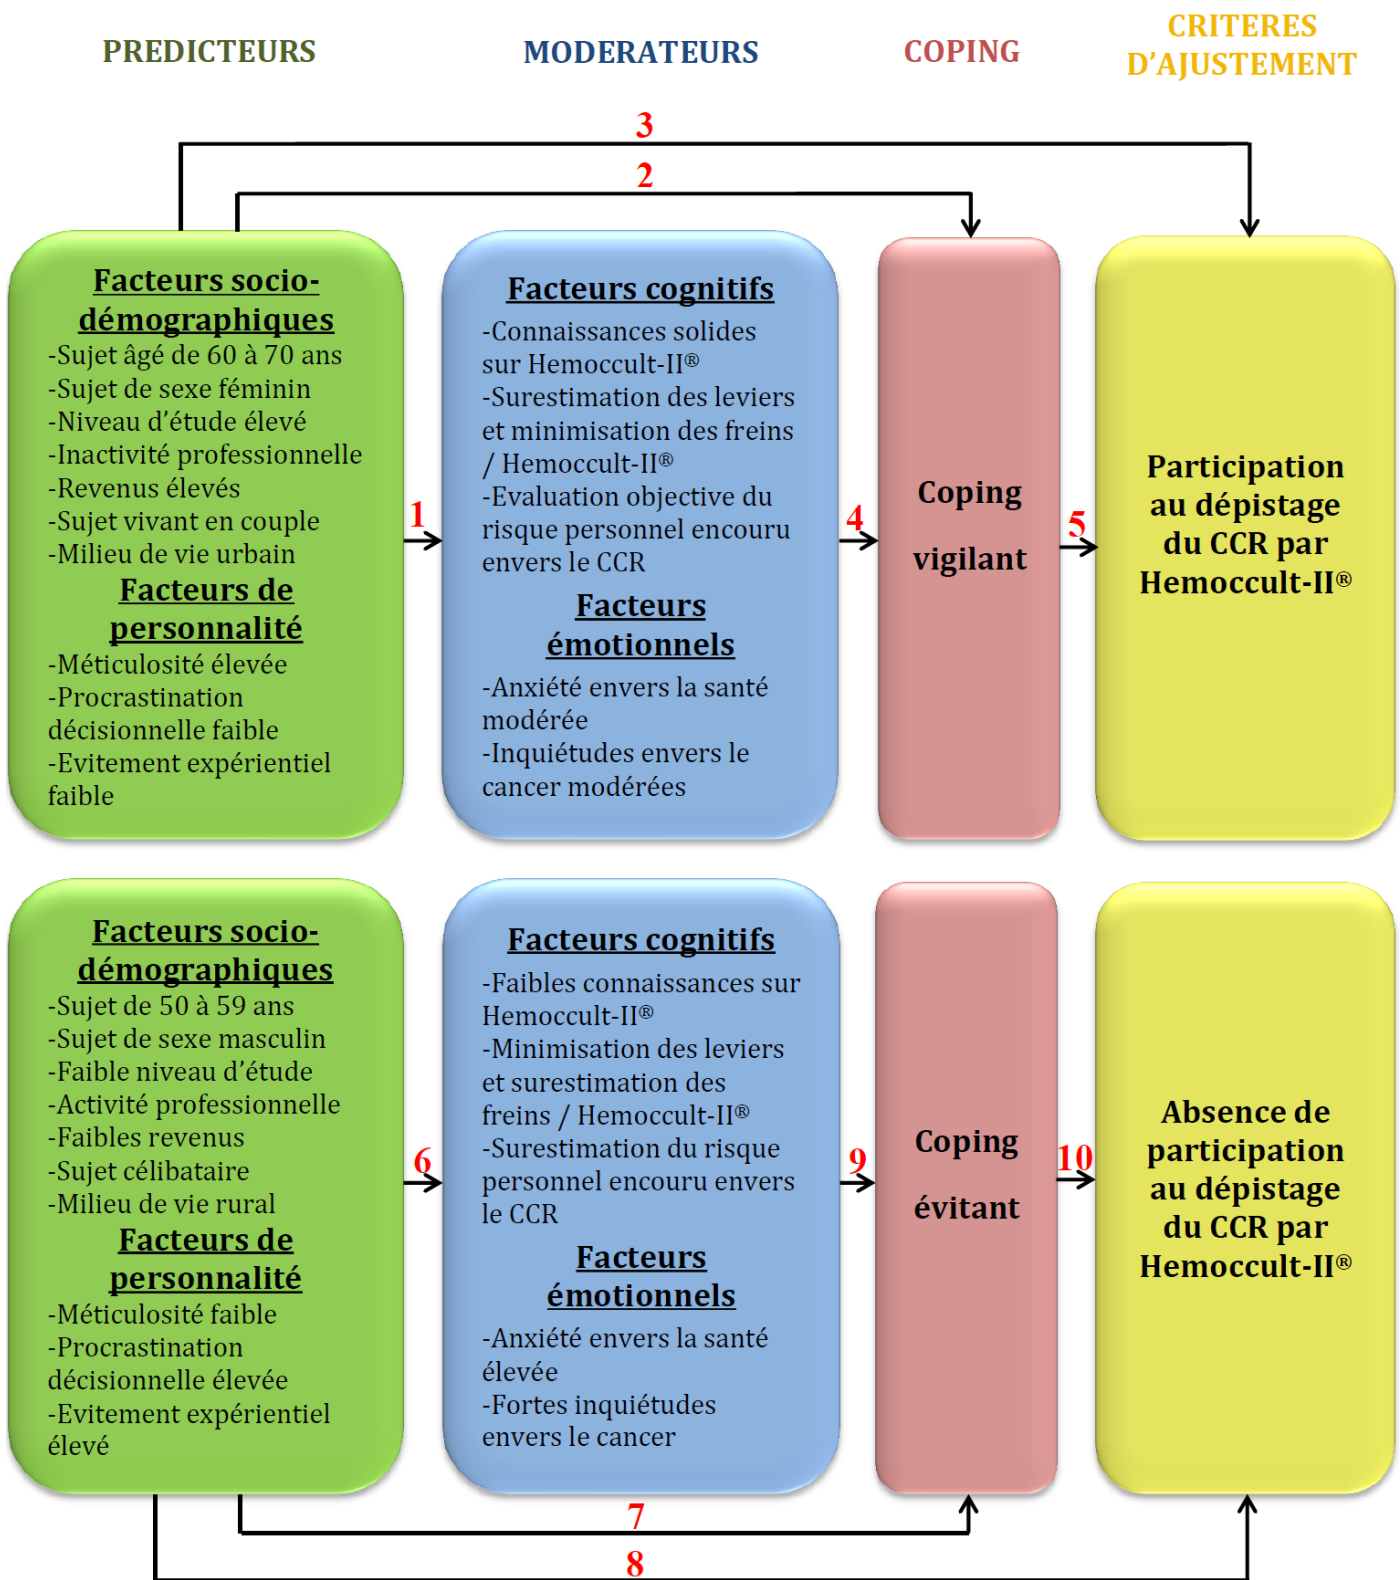 PREDICTEURS
MODERATEURS
COPING
CRITERES
D'AJUSTEMENT
3
2
Facteurs socio-
démographiques
-Sujet âgé de 60 à 70 ans
-Sujet de sexe féminin
-Niveau d'étude élevé
-Inactivité professionnelle
-Revenus élevés
-Sujet vivant en couple
-Milieu de vie urbain
Facteurs de
personnalité
-Méticulosité élevée
-Procrastination
décisionnelle faible
-Evitement expérientiel
faible
1
Facteurs cognitifs
-Connaissances solides
sur Hemoccult-II®
-Surestimation des leviers
et minimisation des freins
/ Hemoccult-II®
-Evaluation objective du
risque personnel encouru
envers le CCR
Facteurs
émotionnels
-Anxiété envers la santé
modérée
-Inquiétudes envers le
cancer modérées
4
Coping
vigilant
5
Participation
au dépistage
du CCR par
Hemoccult-II®
Facteurs socio-
démographiques
-Sujet de 50 à 59 ans
-Sujet de sexe masculin
-Faible niveau d'étude
-Activité professionnelle
-Faibles revenus
-Sujet célibataire
-Milieu de vie rural
Facteurs de
personnalité
-Méticulosité faible
-Procrastination
décisionnelle élevée
-Evitement expérientiel
élevé
6
Facteurs cognitifs
-Faibles connaissances sur
Hemoccult-II®
-Minimisation des leviers
et surestimation des
freins / Hemoccult-II®
-Surestimation du risque
personnel encouru envers
le CCR
Facteurs
émotionnels
-Anxiété envers la santé
élevée
-Fortes inquiétudes
envers le cancer
9
Coping
évitant
10
Absence de
participation
au dépistage
du CCR par
Hemoccult-II®
7
8